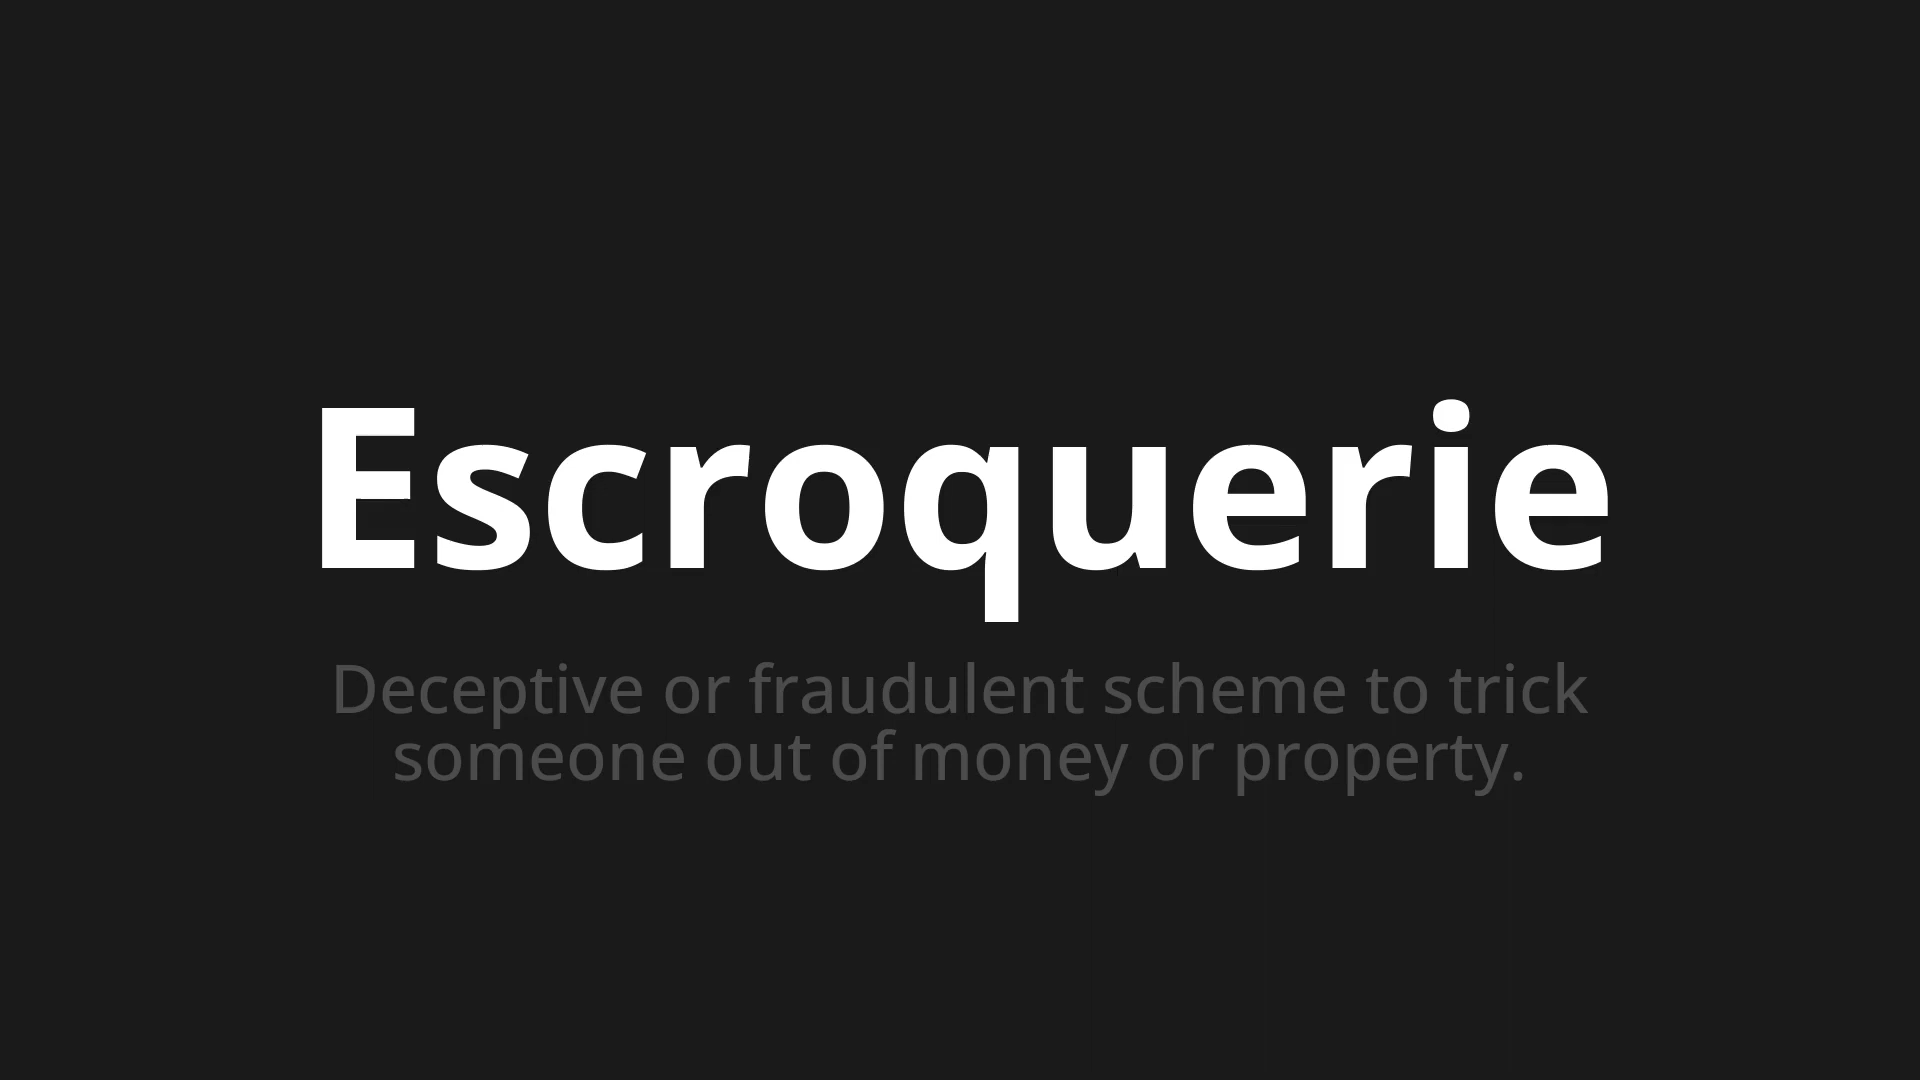 Escroquerie
Deceptive or fraudulent scheme to trick
someone out of money or property.